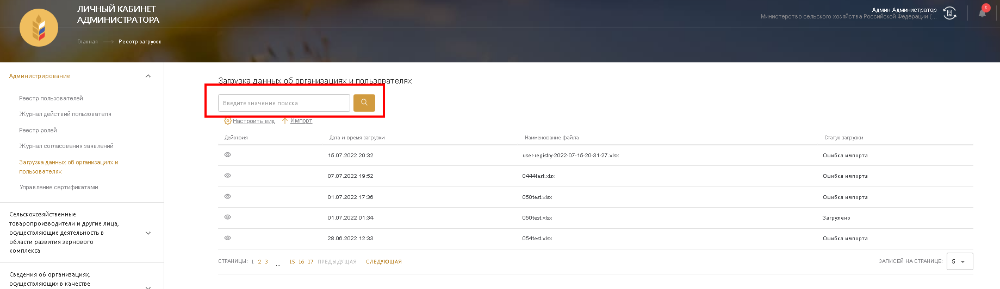 ЛИЧНЫЙ КАБИНЕТ
АДМИНИСТРАТОРА
Админ Администратор
Министерство сельского хозяйства Российской Федерации (...
6
Главная
Реестр загрузок
Администрирование
Реестр пользователей
Журнал действий пользователя
Реестр ролей
Журнал согласования заявлений
Загрузка данных об организациях и
пользователях
Управление сертификатами
Сельскохозяйственные
товаропроизводители и другие лица,
осуществляющие деятельность в
области развития зернового
комплекса
Сведения об организациях,
осуществляющих в качестве
Загрузка данных об организациях и пользователях
Введите значение поиска
Настроить вид Импорт
Действия Дата и время загрузки Наименование файла Статус загрузки
15.07.2022 20:32 user-registry-2022-07-15-20-31-27.xlsx Ошибка импорта
07.07.2022 19:52 0444test.xlsx Ошибка импорта
01.07.2022 17:36 050test.xlsx Ошибка импорта
01.07.2022 01:34 050test.xlsx Загружено
28.06.2022 12:33 054test.xlsx Ошибка импорта
СТРАНИЦЫ: 1 2 3 ... 15 16 17 ПРЕДЫДУЩАЯ СЛЕДУЮЩАЯ
ЗАПИСЕЙ НА СТРАНИЦЕ: 5